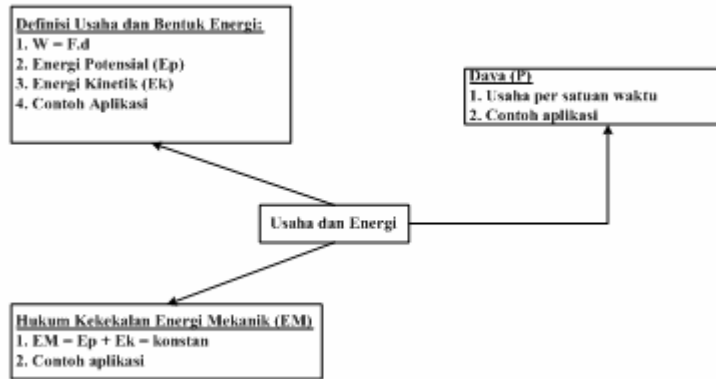 Definisi Usaha dan Bentuk Energi:
1. W = F.d
2. Energi Potensial (Ep)
3. Energi Kinetik (Ek)
4. Contoh Aplikasi
Daya (P)
1. Usaha per satuan waktu
2. Contoh aplikasi
Usaha dan Energi
Hukum Kekekalan Energi Mekanik (EM)
1. EM = Ep + Ek = konstan
2. Contoh aplikasi